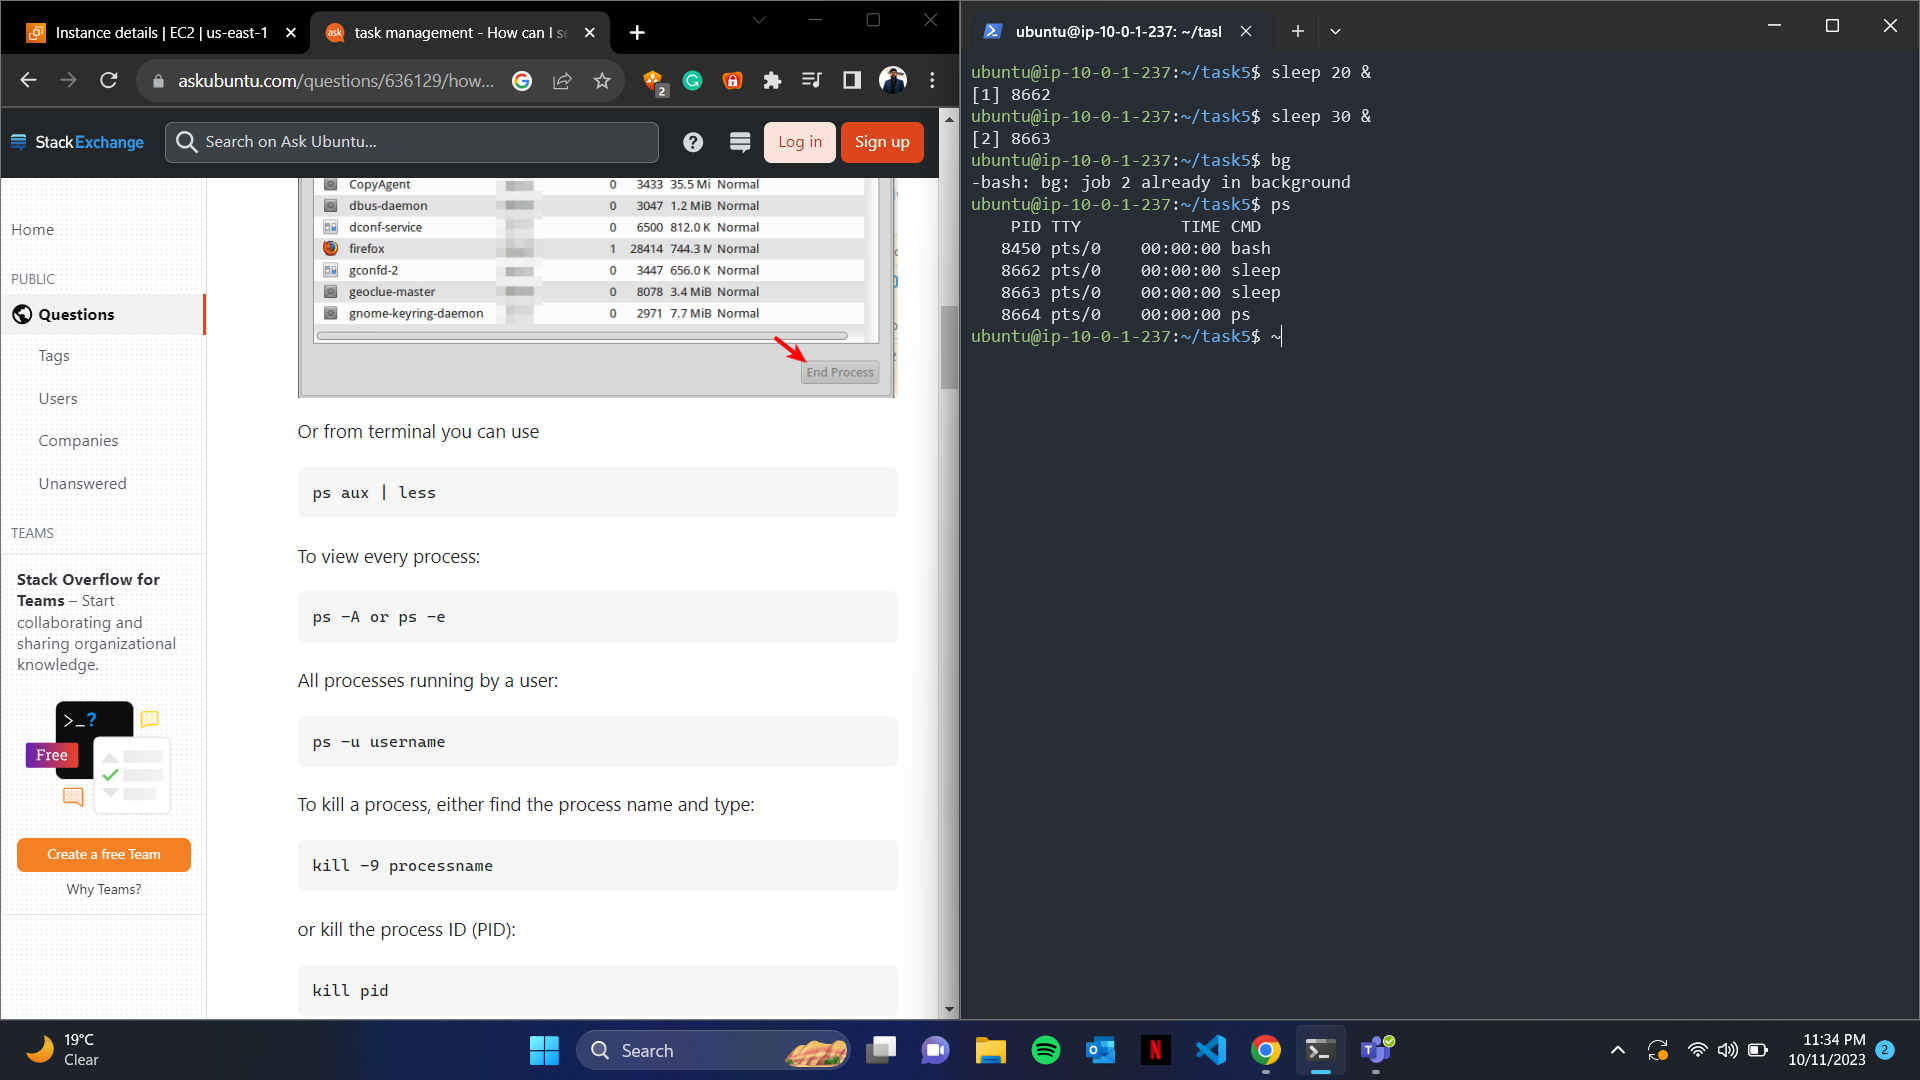 Instance details | EC2 | us-east-1
task management - How can I se
askubuntu.com/questions/636129/how...
2
StackExchange
Search on Ask Ubuntu...
Log in
Sign up
Home
PUBLIC
Questions
Tags
Users
Companies
Unanswered
TEAMS
Stack Overflow for
Teams – Start
collaborating and
sharing organizational
knowledge.
>_?
Free
Create a free Team
Why Teams?
CopyAgent 0 3433 35.5 Mi Normal
dbus-daemon 0 3047 1.2 MiB Normal
dconf-service 0 6500 812.0 K Normal
firefox 1 28414 744.3 M Normal
gconfd-2 0 3447 656.0 K Normal
geoclue-master 0 8078 3.4 MiB Normal
gnome-keyring-daemon 0 2971 7.7 MiB Normal
End Process
Or from terminal you can use
ps aux | less
To view every process:
ps -A or ps -e
All processes running by a user:
ps -u username
To kill a process, either find the process name and type:
kill -9 processname
or kill the process ID (PID):
kill pid
ubuntu@ip-10-0-1-237: ~/tasl
ubuntu@ip-10-0-1-237:~/task5$ sleep 20 &
[1] 8662
ubuntu@ip-10-0-1-237:~/task5$ sleep 30 &
[2] 8663
ubuntu@ip-10-0-1-237:~/task5$ bg
-bash: bg: job 2 already in background
ubuntu@ip-10-0-1-237:~/task5$ ps
PID TTY TIME CMD
8450 pts/0 00:00:00 bash
8662 pts/0 00:00:00 sleep
8663 pts/0 00:00:00 sleep
8664 pts/0 00:00:00 ps
ubuntu@ip-10-0-1-237:~/task5$ ~
19°C
Clear
Search
11:34 PM
10/11/2023
2